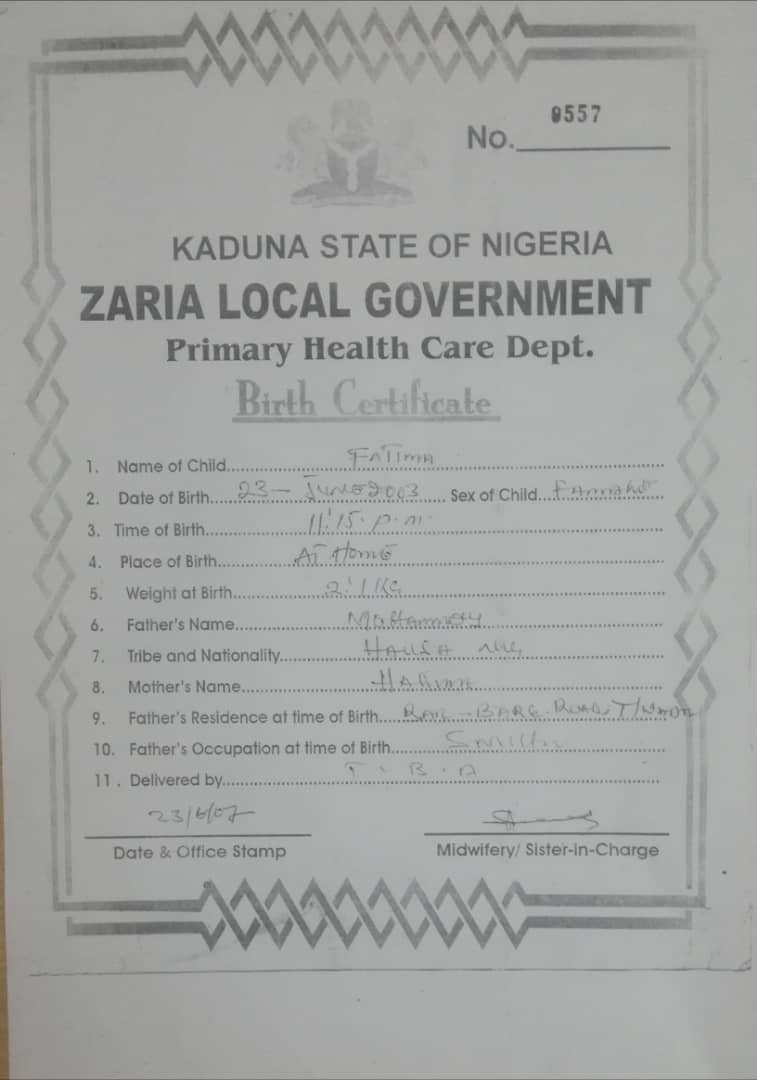 9557
No.
KADUNA STATE OF NIGERIA
ZARIA LOCAL GOVERNMENT
Primary Health Care Dept.
Birth Certificate
1. Name of Child Fatima
2. Date of Birth 23 - June 2003 Sex of Child
3. Time of Birth 11:15 p.m.
4. Place of Birth At Home
5. Weight at Birth 2.1 KG
6. Father's Name
7. Tribe and Nationality Hausa
8. Mother's Name
9. Father's Residence at time of Birth Road
10. Father's Occupation at time of Birth
11. Delivered by T.B.A
23/6/07
Date & Office Stamp Midwifery/ Sister-in-Charge